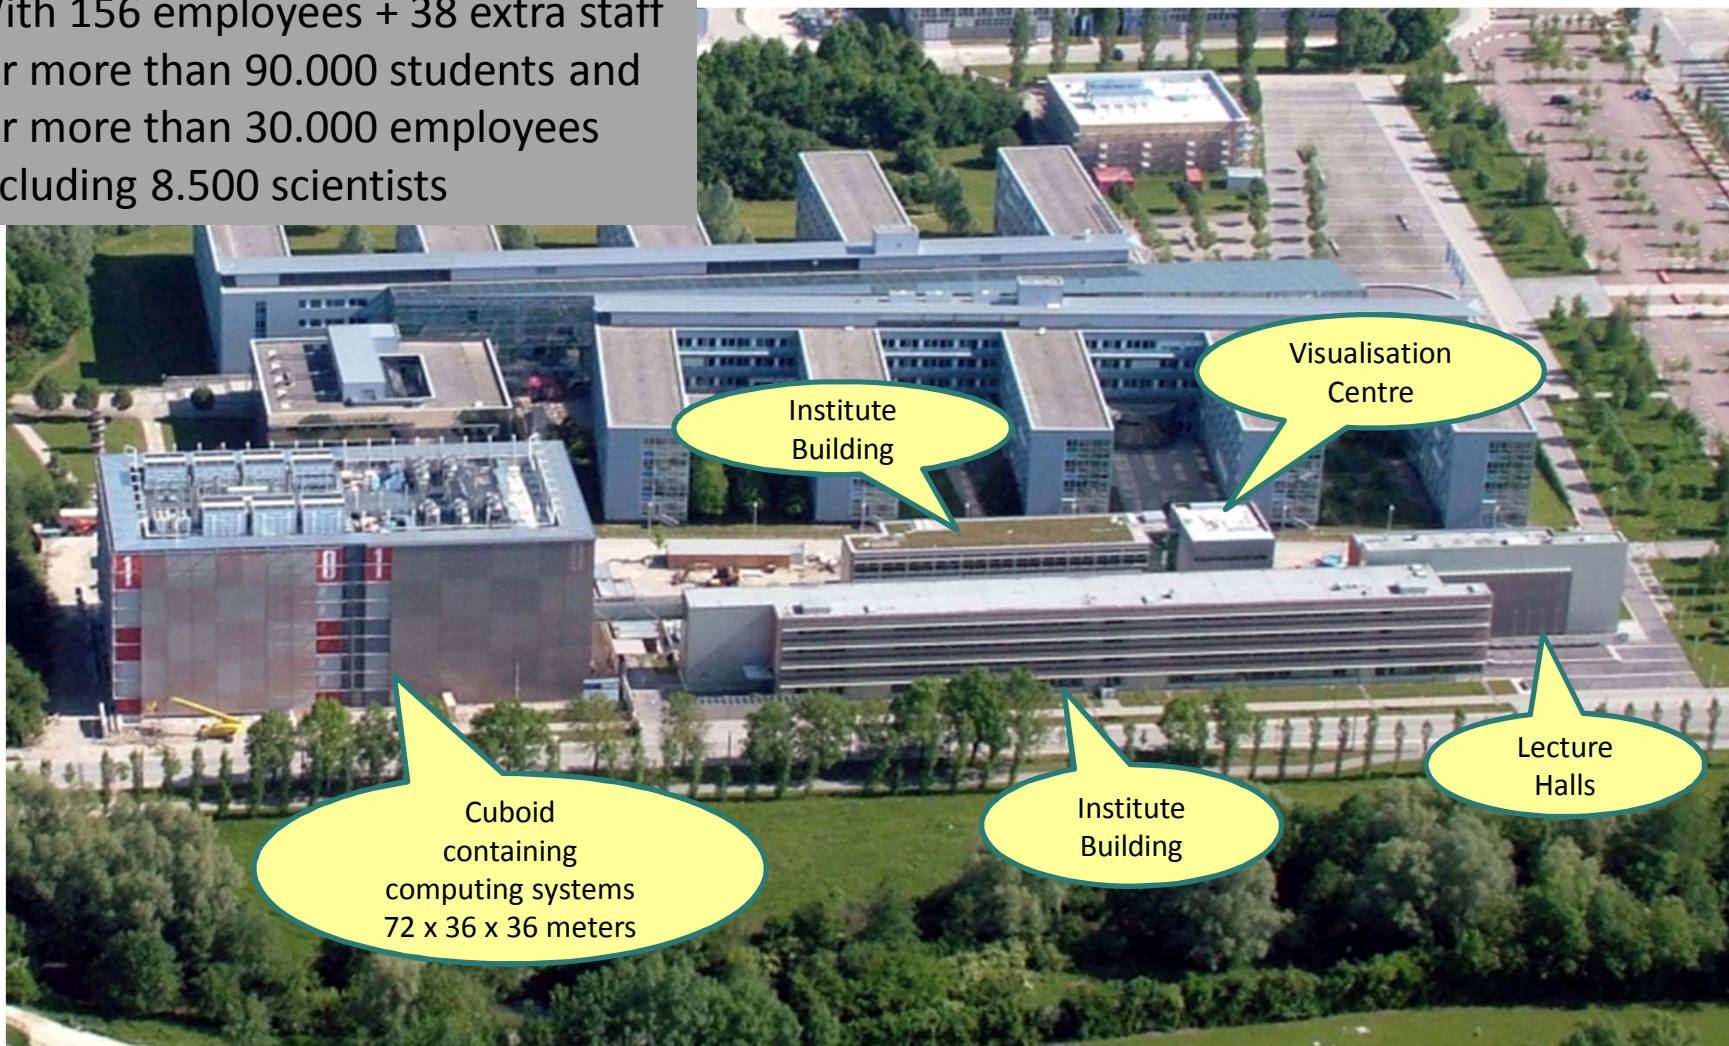 ith 156 employees + 38 extra staff
r more than 90.000 students and
r more than 30.000 employees
cluding 8.500 scientists
Visualisation
Centre
Institute
Building
Lecture
Halls
Institute
Building
Cuboid
containing
computing systems
72 x 36 x 36 meters